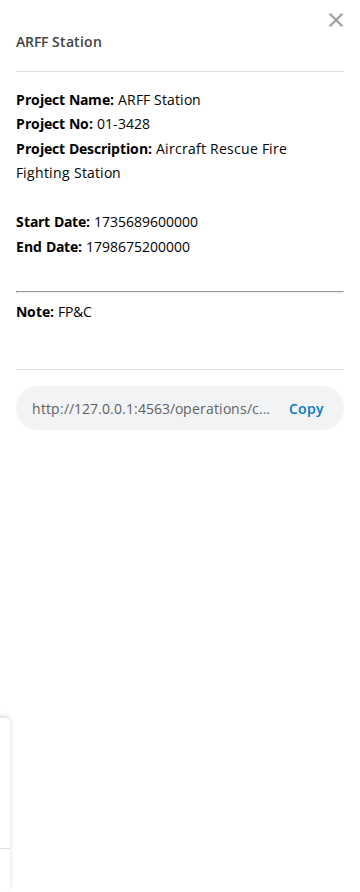 ARFF Station
Project Name: ARFF Station
Project No: 01-3428
Project Description: Aircraft Rescue Fire
Fighting Station
Start Date: 1735689600000
End Date: 1798675200000
Note: FP&C
http://127.0.0.1:4563/operations/c... Copy